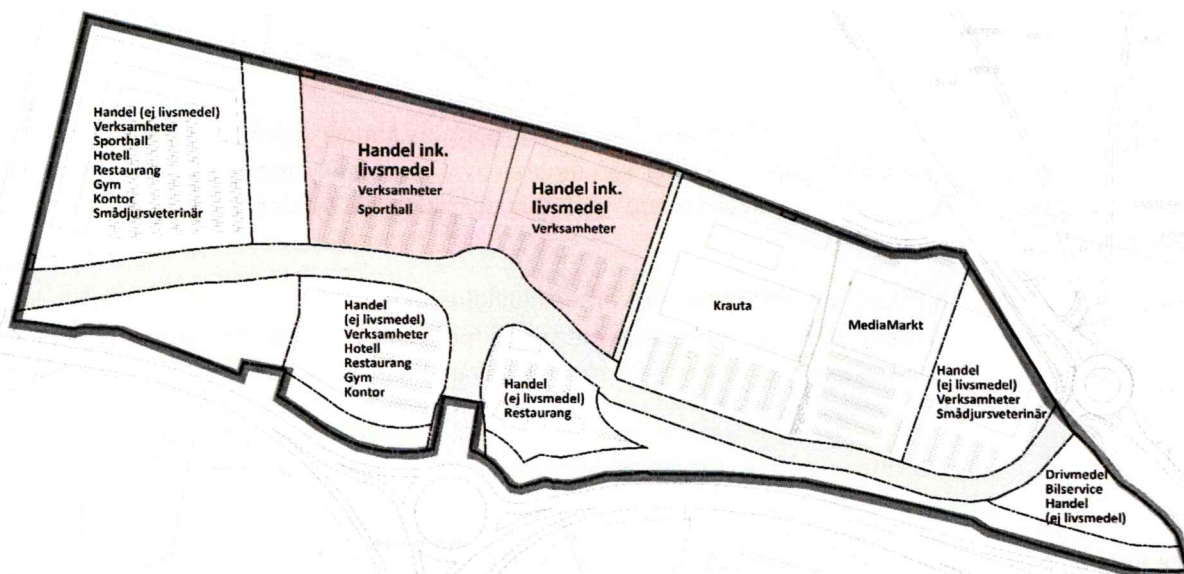 Handel (ej livsmedel)
Verksamheter
Sporthall
Hotell
Restaurang
Gym
Kontor
Smådjursveterinär
Handel ink.
livsmedel
Verksamheter
Sporthall
Handel ink.
livsmedel
Verksamheter
Handel
(ej livsmedel)
Verksamheter
Hotell
Restaurang
Gym
Kontor
Handel
(ej livsmedel)
Restaurang
Krauta
MediaMarkt
Handel
(ej livsmedel)
Verksamheter
Smådjursveterinär
Drivmedel
Bilservice
Handel
(ej livsmedel)